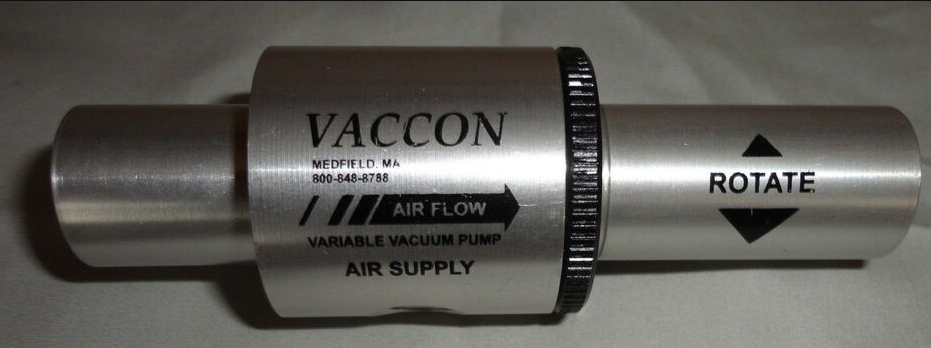 VACCON
MEDFIELD, MA
800-848-8788
AIR FLOW
VARIABLE VACUUM PUMP
AIR SUPPLY
ROTATE